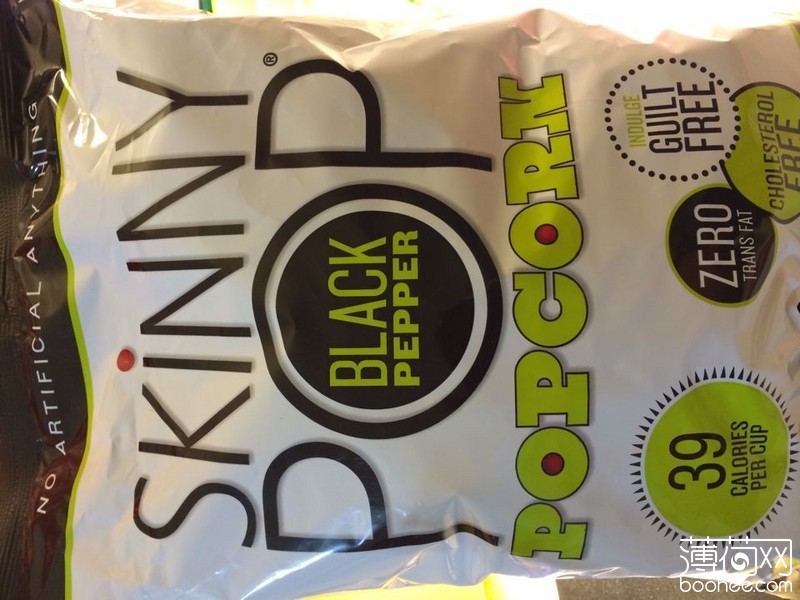 NO ARTIFICIAL ANYTHING
SKiNNY
POP®
BLACK
PEPPER
POPCORN
INDULGE
GUILT
FREE
CHOLESTEROL
FREE
ZERO
TRANS FAT
39
CALORIES
PER CUP
薄荷网
boohee.com